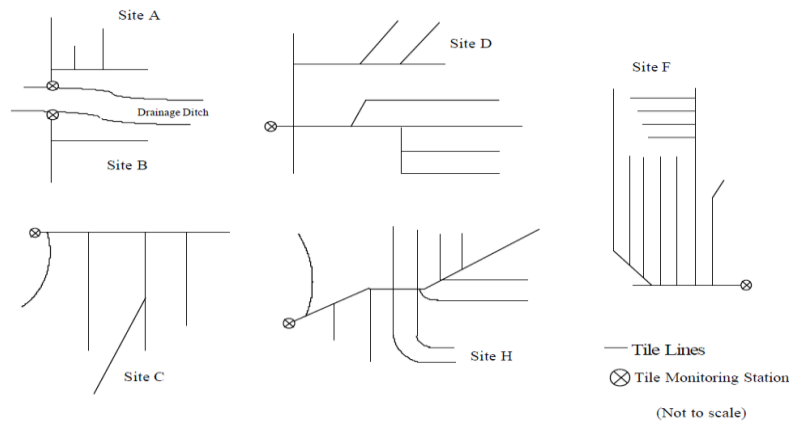 Site A
Site D
Site F
Drainage Ditch
Site B
Site C
Site H
Tile Lines
Tile Monitoring Station
(Not to scale)